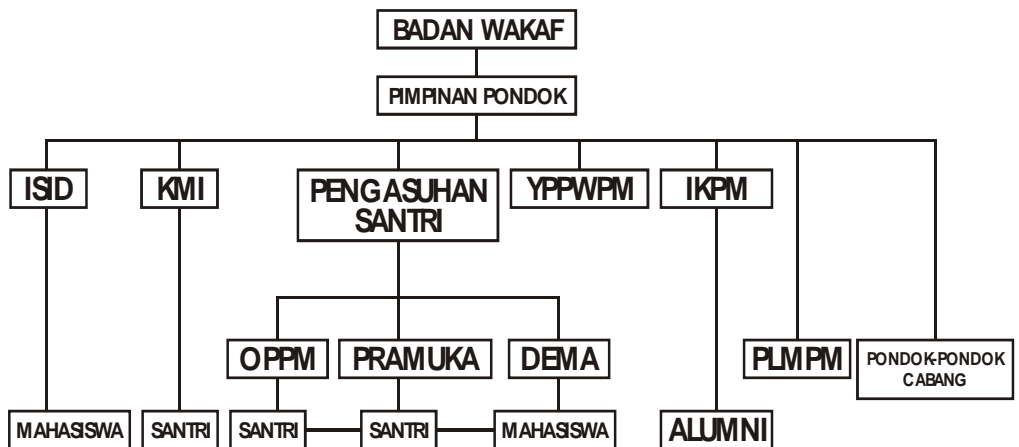 BADAN WAKAF
PIMPINAN PONDOK
ISID
KMI
PENGASUHAN
SANTRI
YPPWPM
IKPM
OPPM
PRAMUKA
DEMA
PLMPM
PONDOK-PONDOK
CABANG
MAHASISWA
SANTRI
SANTRI
SANTRI
MAHASISWA
ALUMNI